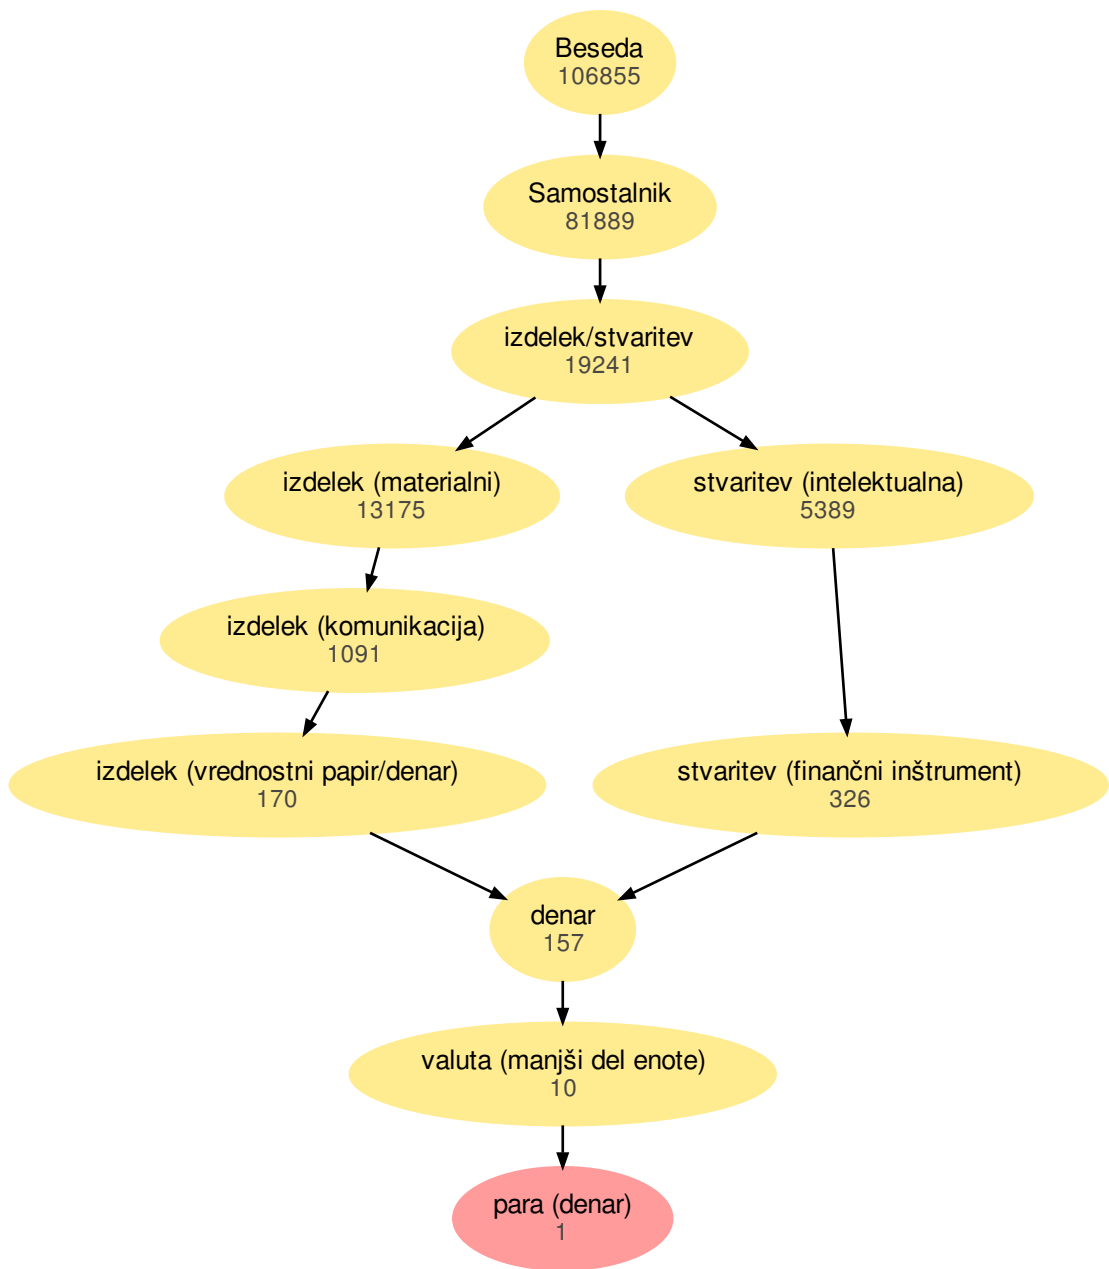 Beseda
106855
Samostalnik
81889
izdelek/stvaritev
19241
izdelek (materialni)
13175
stvaritev (intelektualna)
5389
izdelek (komunikacija)
1091
izdelek (vrednostni papir/denar)
170
stvaritev (finančni inštrument)
326
denar
157
valuta (manjši del enote)
10
para (denar)
1